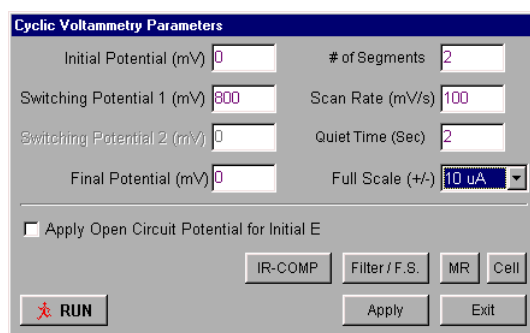 Cyclic Voltammetry Parameters
Initial Potential (mV) 0 # of Segments 2
Switching Potential 1 (mV) 800 Scan Rate (mV/s) 100
Switching Potential 2 (mV) 0 Quiet Time (Sec) 2
Final Potential (mV) 0 Full Scale (+/-) 10 uA
Apply Open Circuit Potential for Initial E
IR-COMP Filter / F.S. MR Cell
RUN Apply Exit